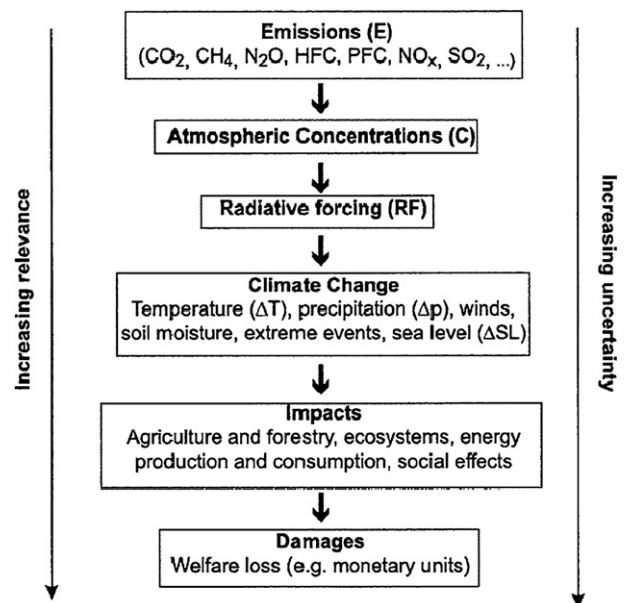 Emissions (E)
(CO₂, CH₄, N₂O, HFC, PFC, NOₓ, SO₂, ...)
Atmospheric Concentrations (C)
Radiative forcing (RF)
Climate Change
Temperature (ΔT), precipitation (Δp), winds,
soil moisture, extreme events, sea level (ΔSL)
Impacts
Agriculture and forestry, ecosystems, energy
production and consumption, social effects
Damages
Welfare loss (e.g. monetary units)
Increasing relevance
Increasing uncertainty